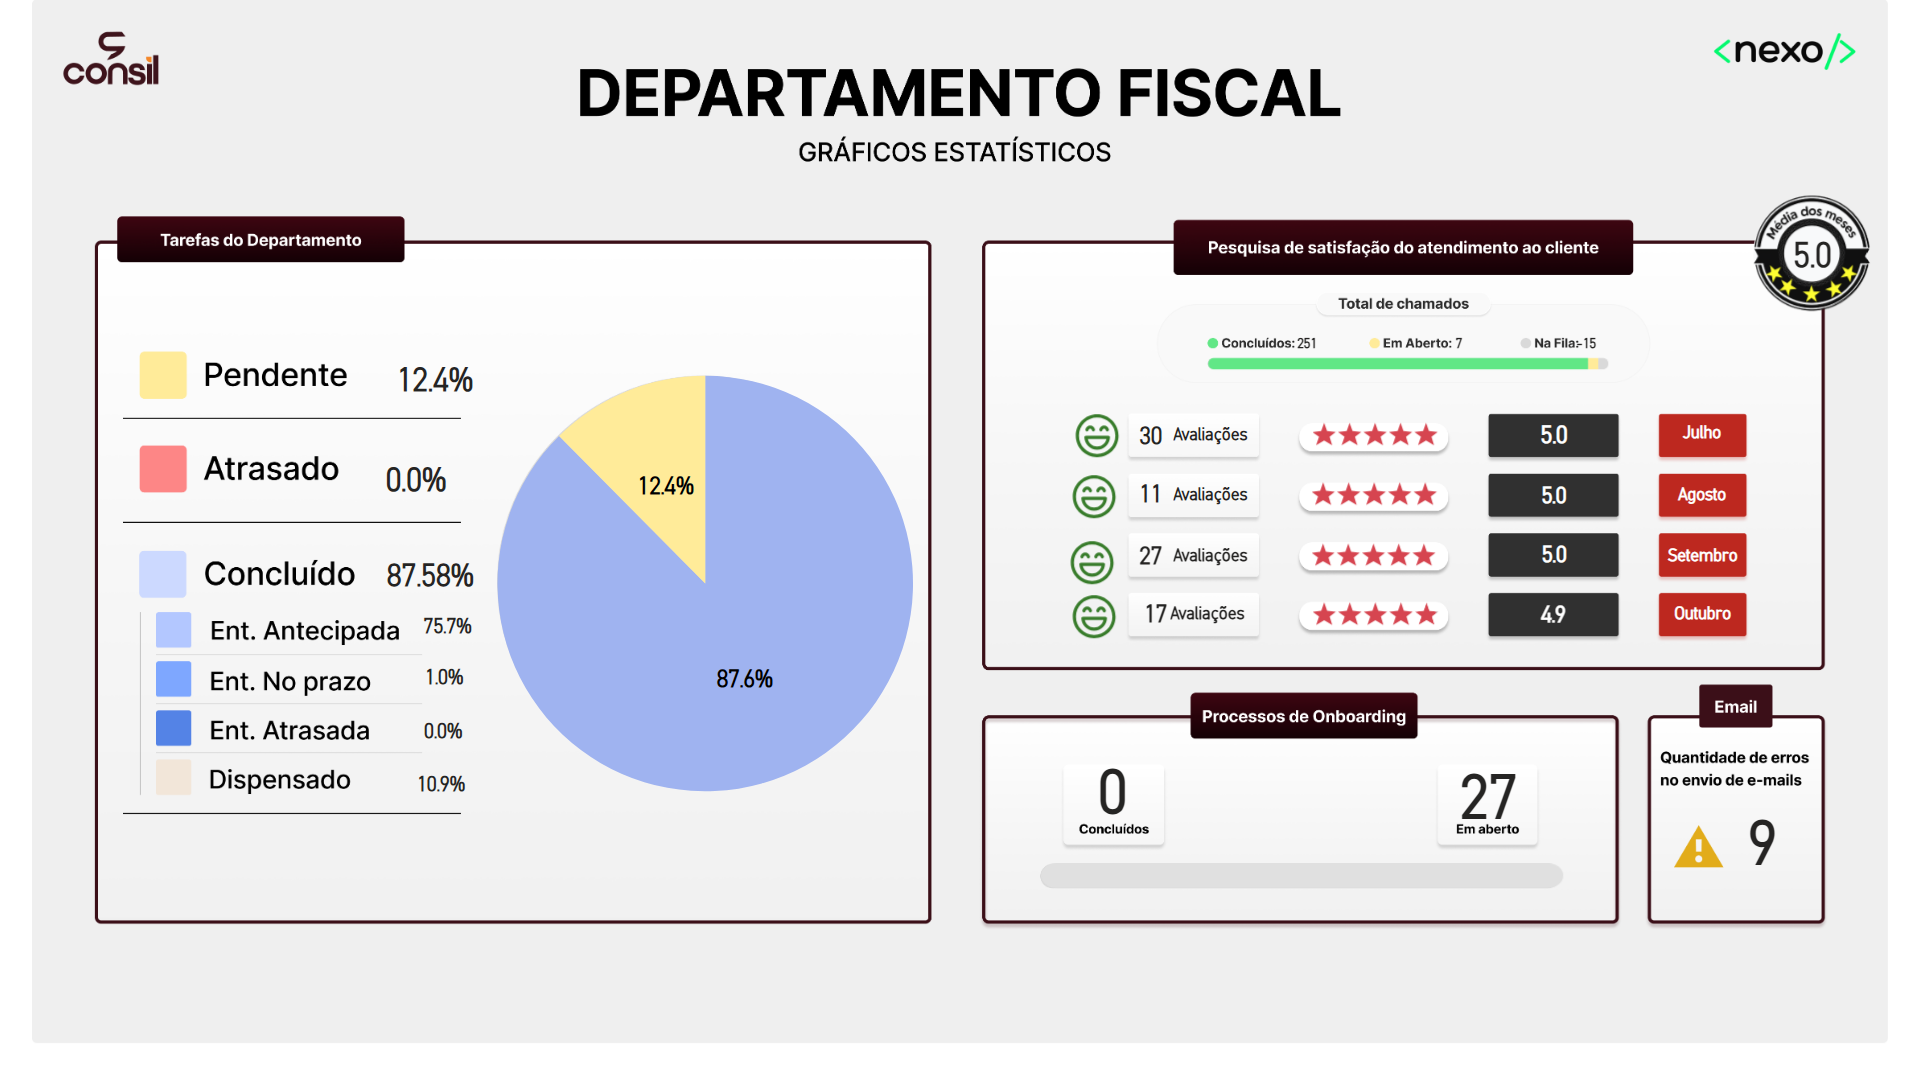 consil
<nexo/>
DEPARTAMENTO FISCAL
GRÁFICOS ESTATÍSTICOS
Tarefas do Departamento
Pendente 12.4%
Atrasado 0.0%
Concluído 87.58%
Ent. Antecipada 75.7%
Ent. No prazo 1.0%
Ent. Atrasada 0.0%
Dispensado 10.9%
12.4%
87.6%
Pesquisa de satisfação do atendimento ao cliente
Média dos meses
5.0
Total de chamados
Concluídos: 251 Em Aberto: 7 Na Fila:-15
30 Avaliações 5.0 Julho
11 Avaliações 5.0 Agosto
27 Avaliações 5.0 Setembro
17 Avaliações 4.9 Outubro
Processos de Onboarding
0 27
Concluídos Em aberto
Email
Quantidade de erros
no envio de e-mails
9